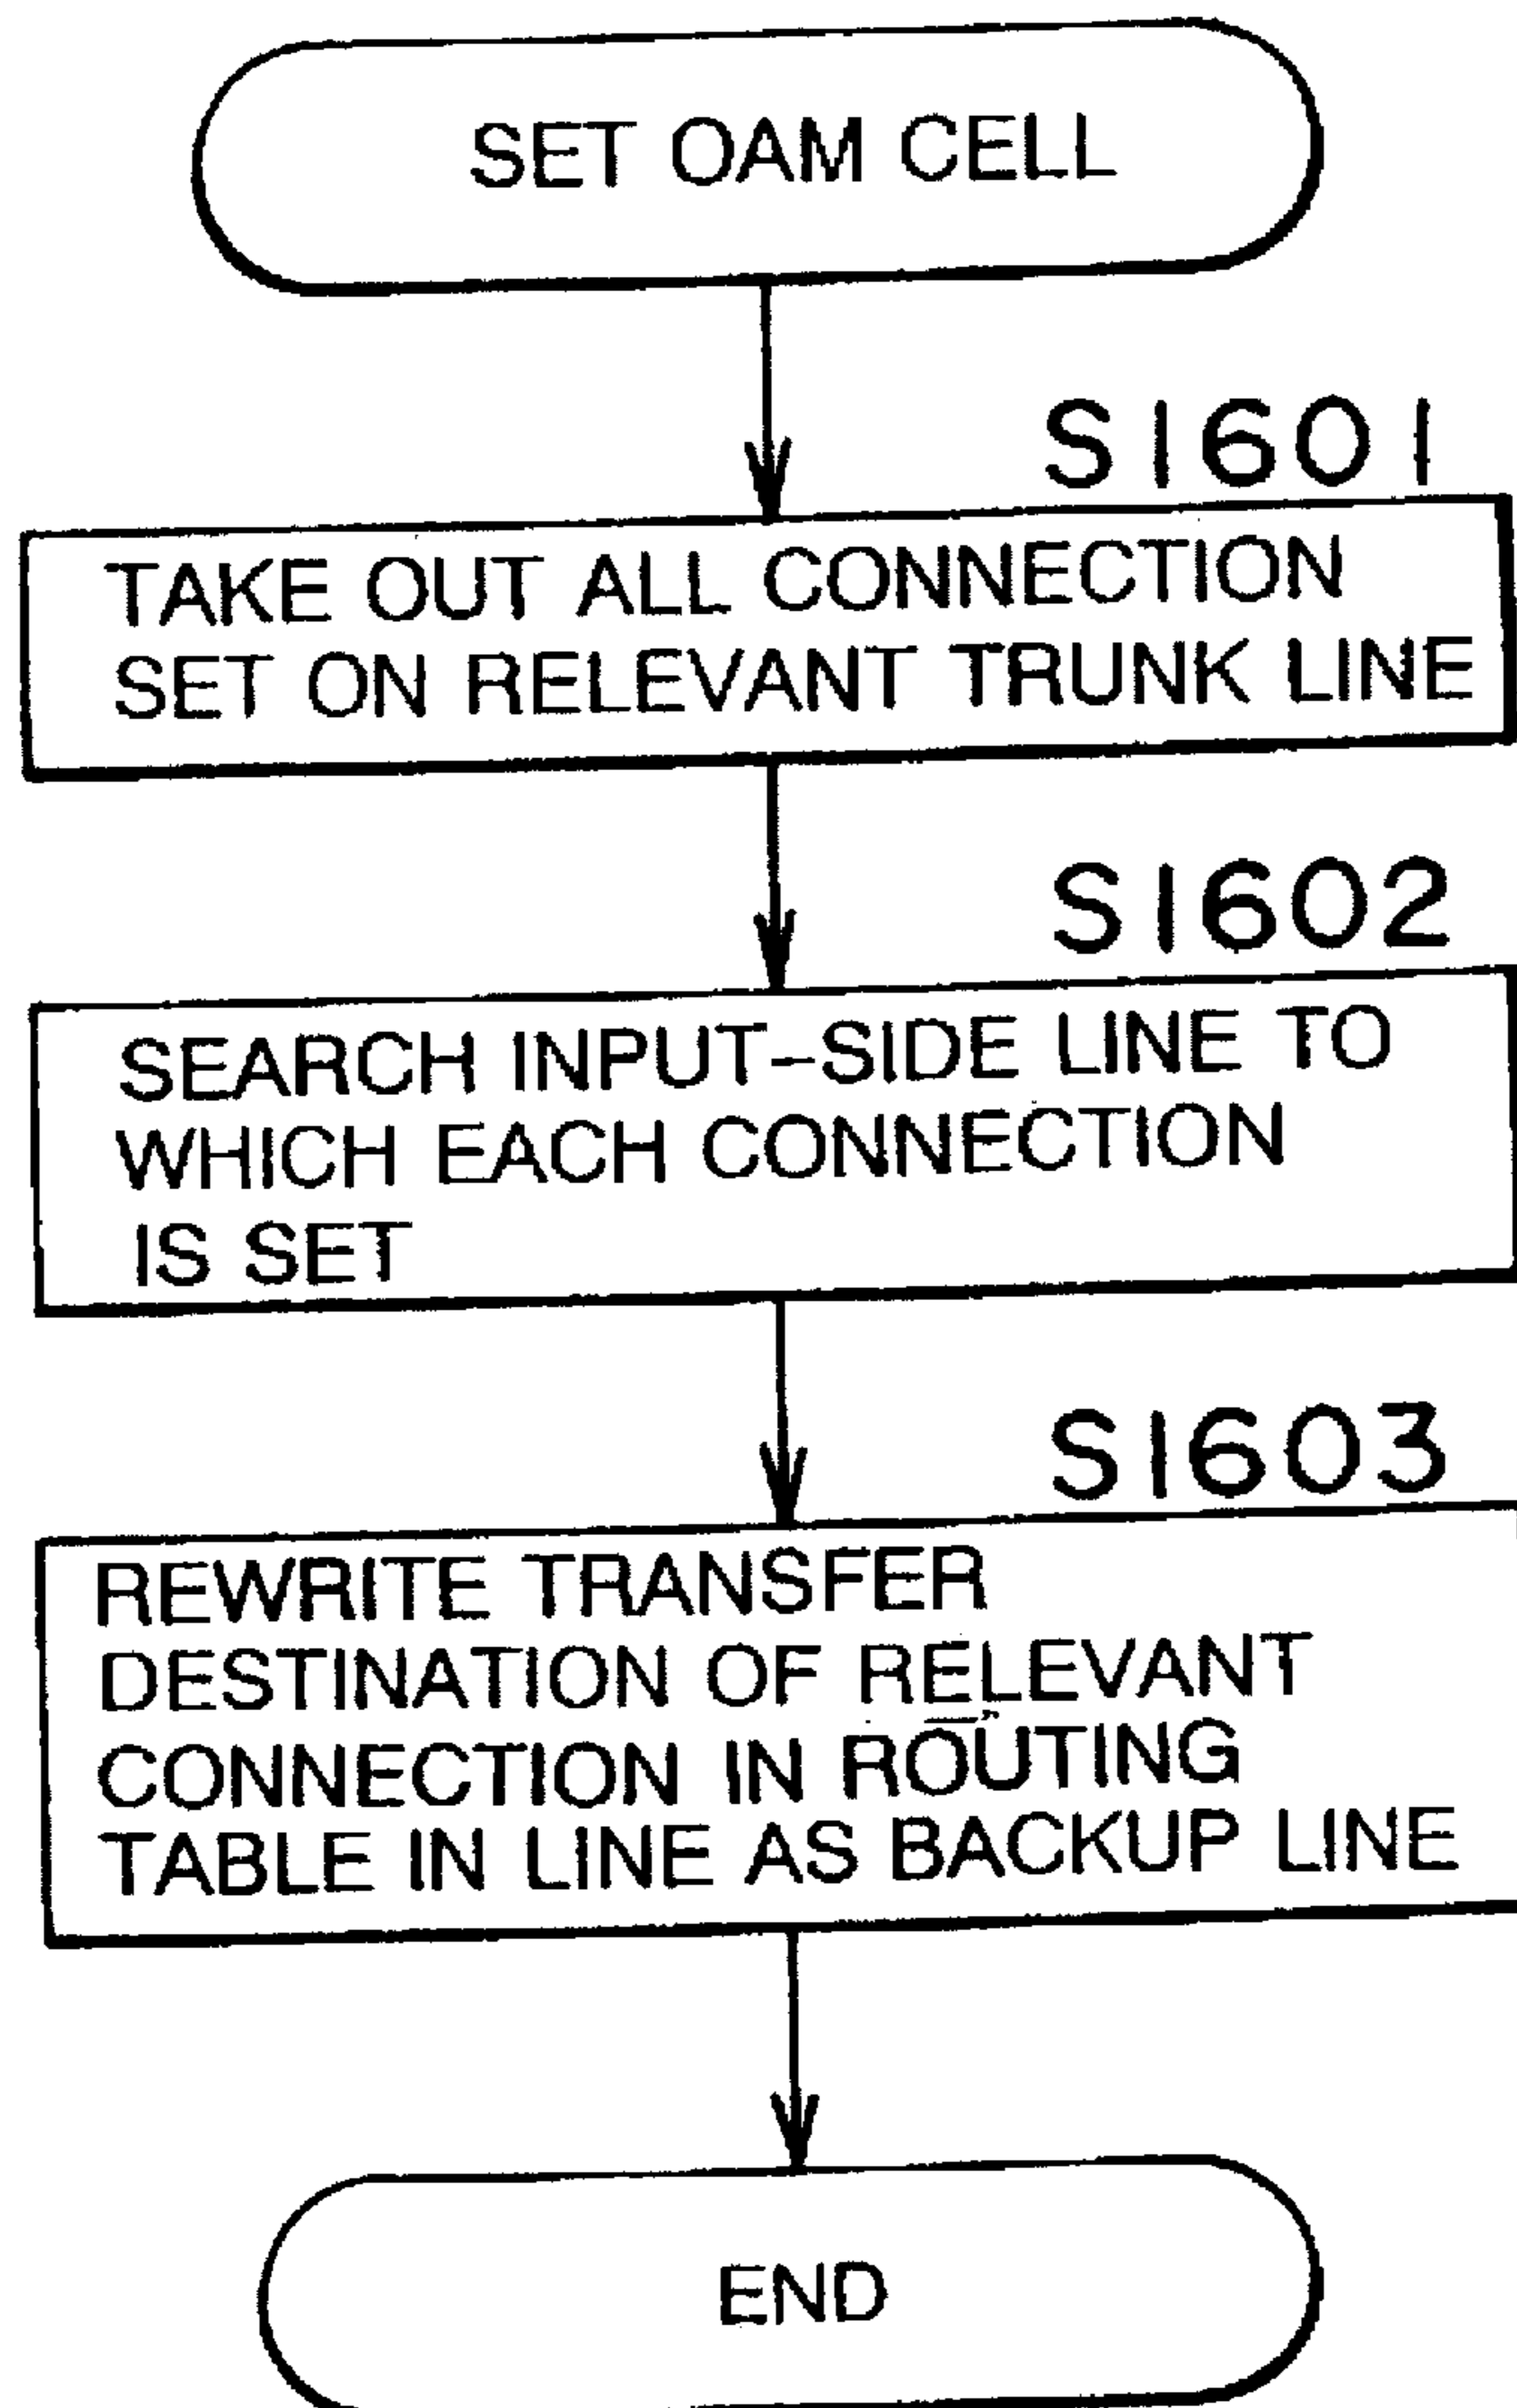 SET OAM CELL
S1601
TAKE OUT ALL CONNECTION
SET ON RELEVANT TRUNK LINE
S1602
SEARCH INPUT-SIDE LINE TO
WHICH EACH CONNECTION
IS SET
S1603
REWRITE TRANSFER
DESTINATION OF RELEVANT
CONNECTION IN ROUTING
TABLE IN LINE AS BACKUP LINE
END